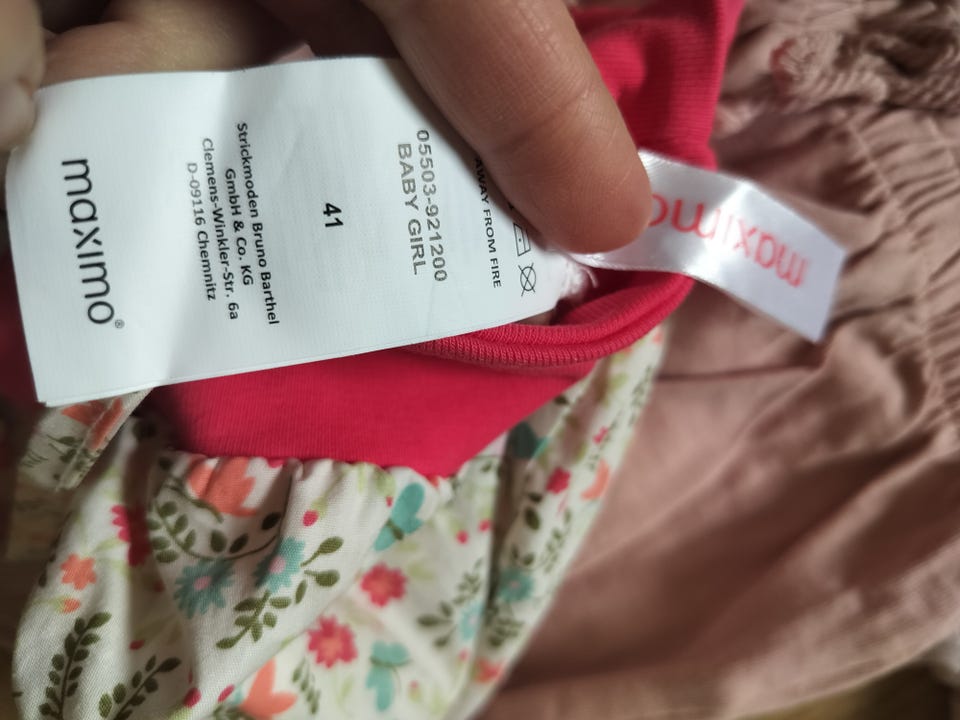 maximo®
Strickmoden Bruno Barthel
GmbH & Co. KG
Clemens-Winkler-Str. 6a
D-09116 Chemnitz
41
05503-921200
BABY GIRL
AWAY FROM FIRE
maximo